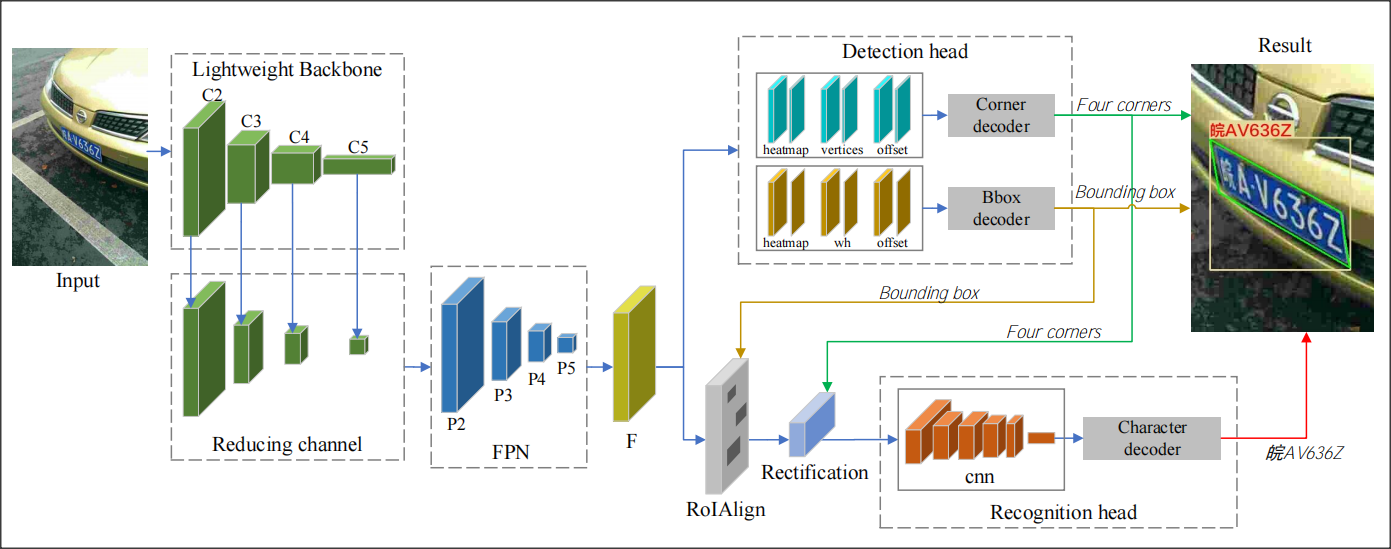 Input
Lightweight Backbone
C2
C3
C4
C5
Reducing channel
P2
P3
P4
P5
FPN
F
Detection head
heatmap
vertices
offset
Corner
decoder
Four corners
heatmap
wh
offset
Bbox
decoder
Bounding box
Bounding box
Four corners
RoIAlign
Rectification
cnn
Character
decoder
Recognition head
皖AV636Z
Result
皖AV636Z
皖A·V636Z
皖A·V636Z